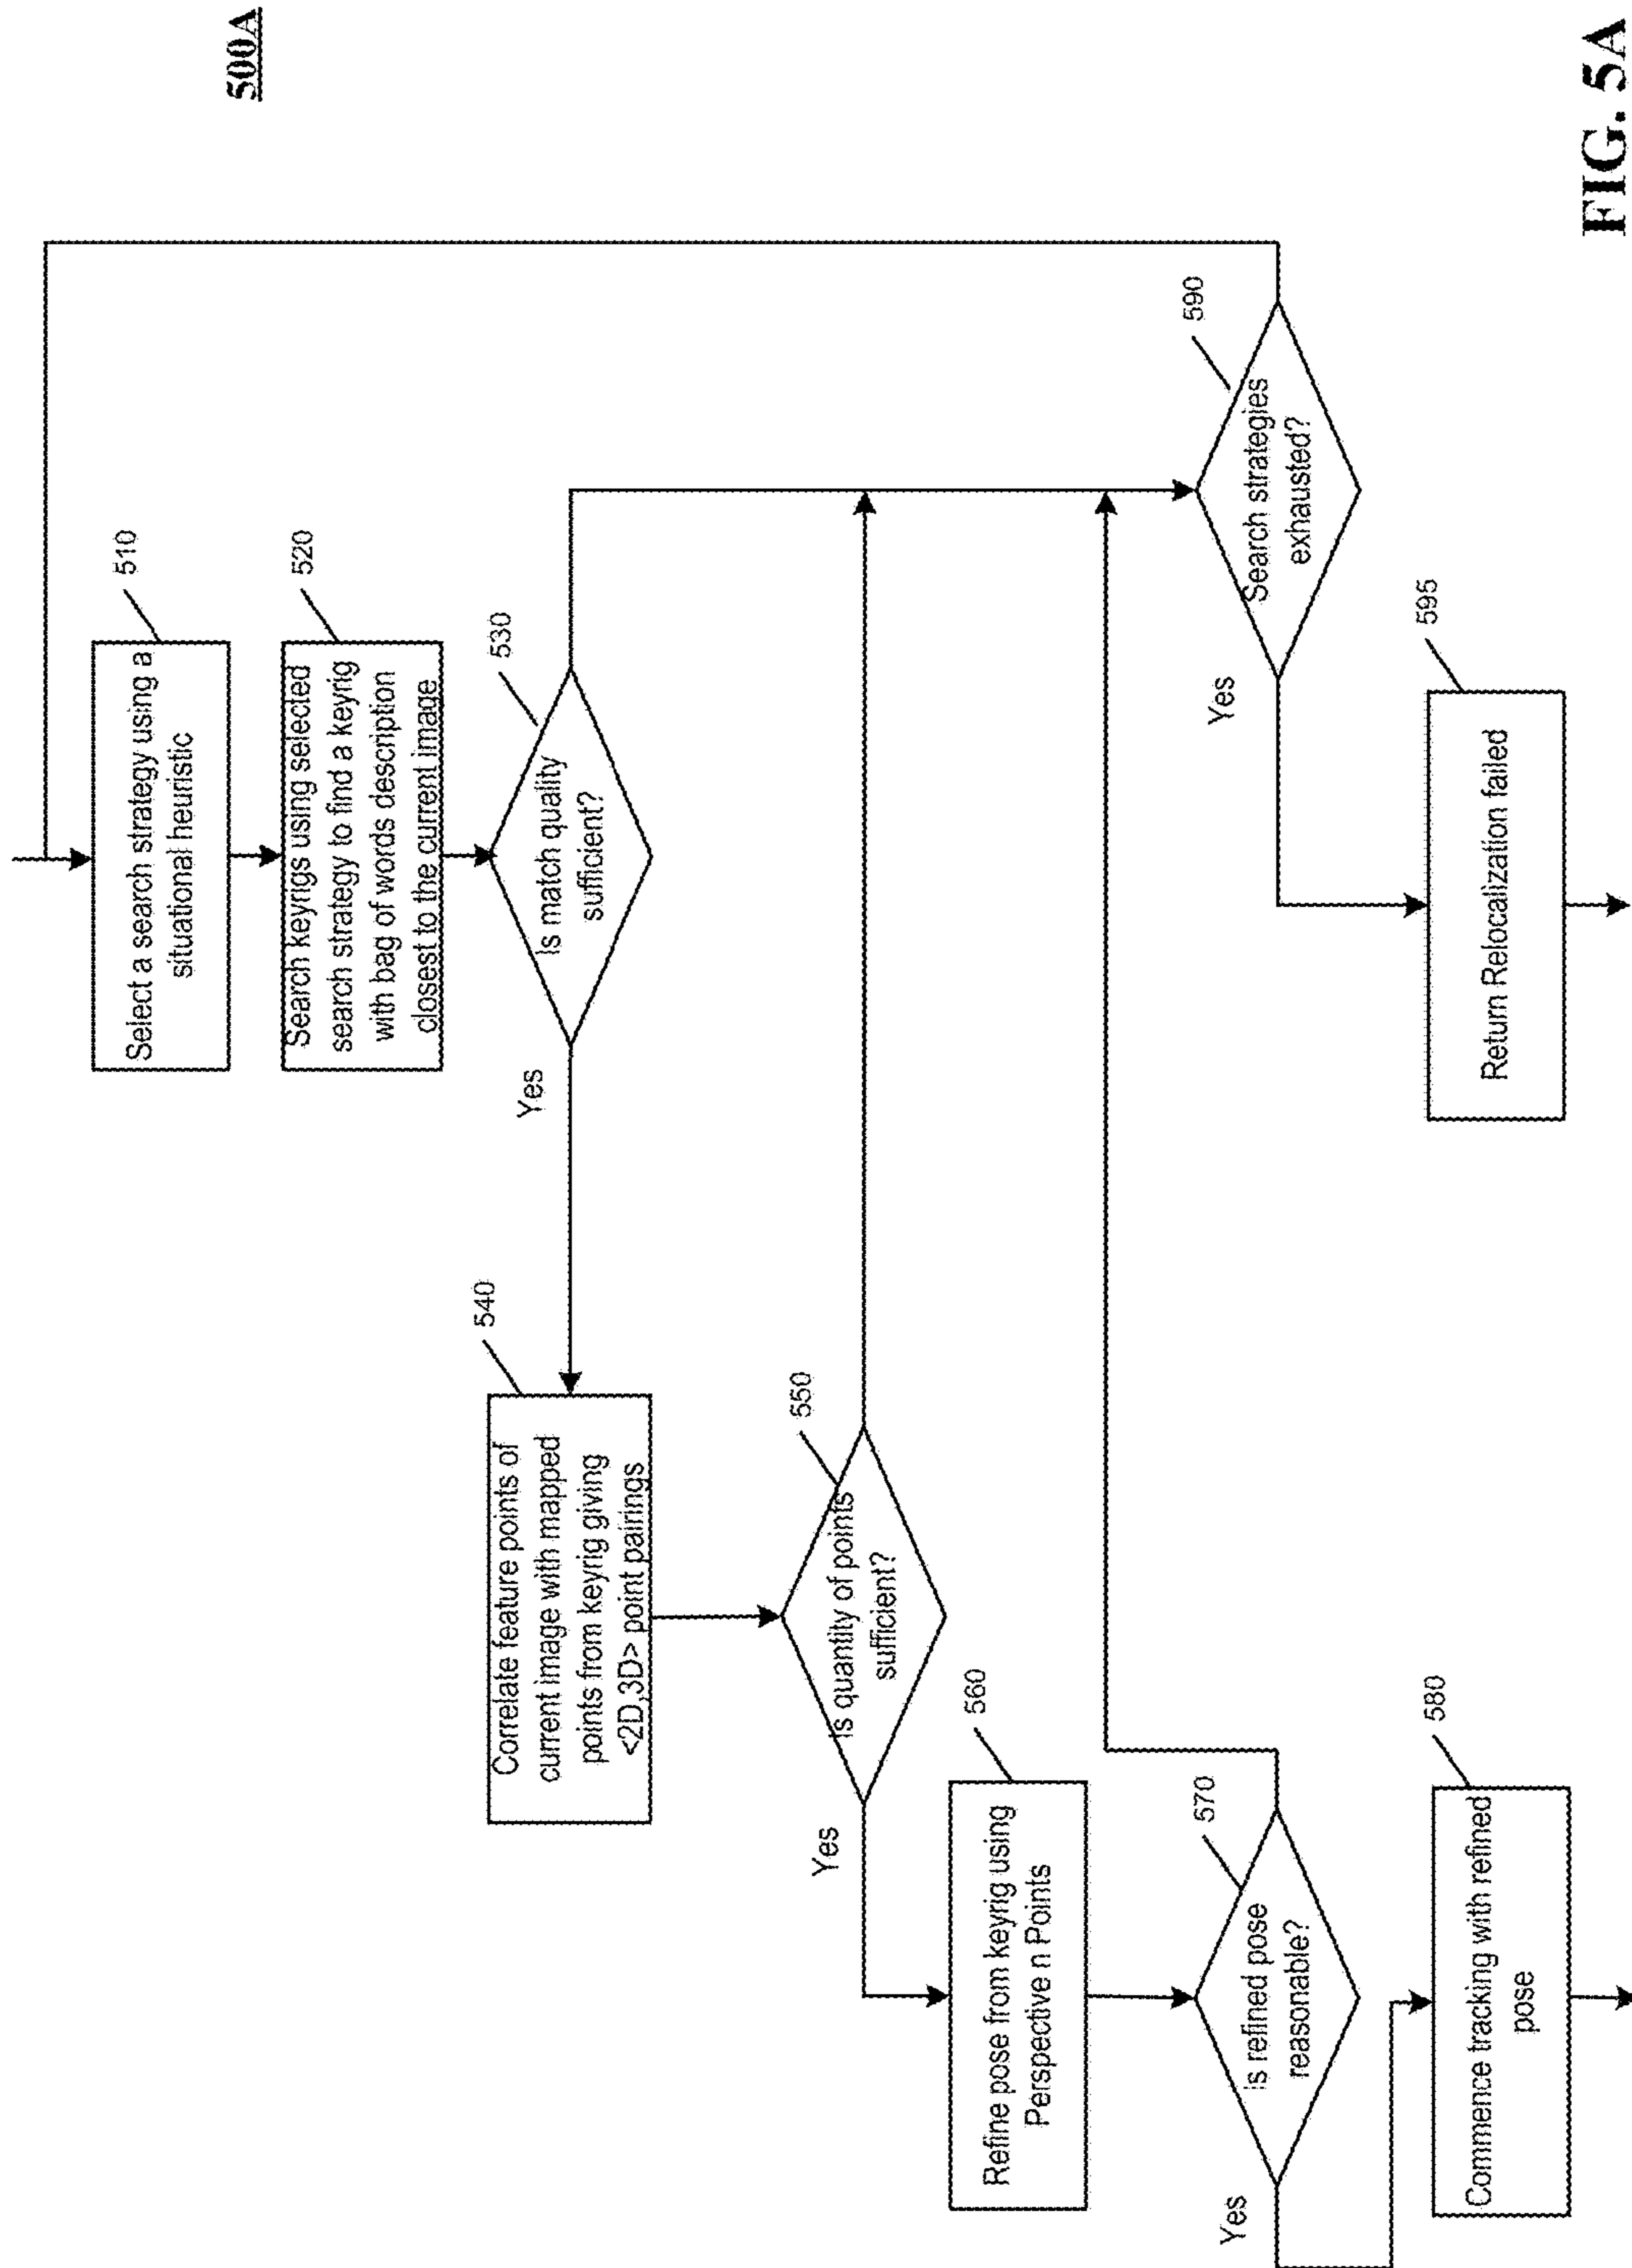 500A
510
Select a search strategy using a
situational heuristic
520
Search keyrigs using selected
search strategy to find a keyrig
with bag of words description
closest to the current image
530
Is match quality
sufficient?
Yes
540
Correlate feature points of
current image with mapped
points from keyrig giving
<2D,3D> point pairings
550
Is quantity of points
sufficient?
Yes
560
Refine pose from keyrig using
Perspective n Points
570
Is refined pose
reasonable?
Yes
580
Commence tracking with refined
pose
590
Search strategies
exhausted?
Yes
595
Return Relocalization failed
FIG. 5A